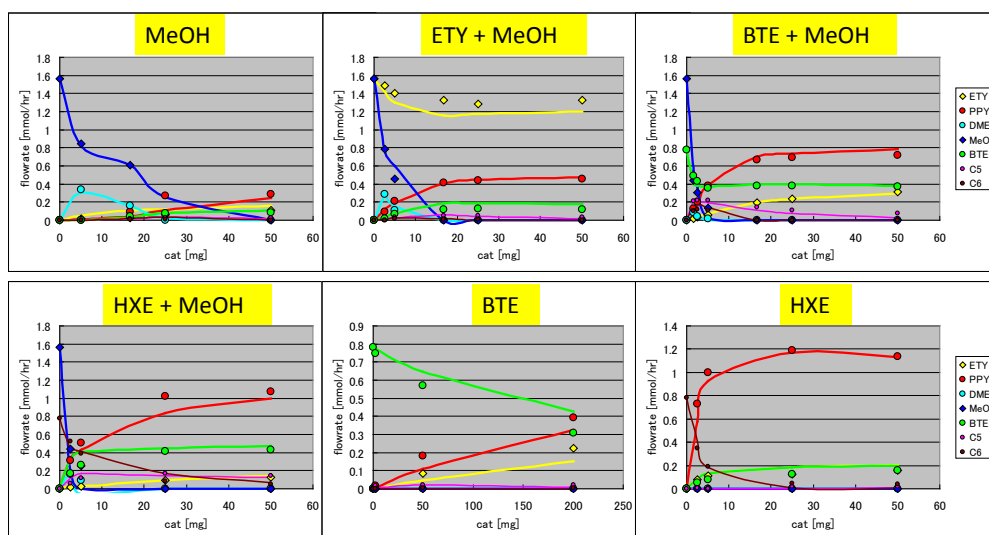 MeOH
ETY + MeOH
BTE + MeOH
flowrate [mmol/hr]
1.8
1.6
1.4
1.2
1
0.8
0.6
0.4
0.2
0
0 10 20 30 40 50 60
cat [mg]
flowrate [mmol/hr]
1.8
1.6
1.4
1.2
1
0.8
0.6
0.4
0.2
0
0 10 20 30 40 50 60
cat [mg]
flowrate [mmol/hr]
1.8
1.6
1.4
1.2
1
0.8
0.6
0.4
0.2
0
0 10 20 30 40 50 60
cat [mg]
ETY
PPY
DME
MeO
BTE
C5
C6
HXE + MeOH
BTE
HXE
flowrate [mmol/hr]
1.8
1.6
1.4
1.2
1
0.8
0.6
0.4
0.2
0
0 10 20 30 40 50 60
cat [mg]
flowrate [mmol/hr]
0.9
0.8
0.7
0.6
0.5
0.4
0.3
0.2
0.1
0
0 50 100 150 200 250
cat [mg]
flowrate [mmol/hr]
1.4
1.2
1
0.8
0.6
0.4
0.2
0
0 10 20 30 40 50 60
cat [mg]
ETY
PPY
DME
MeO
BTE
C5
C6